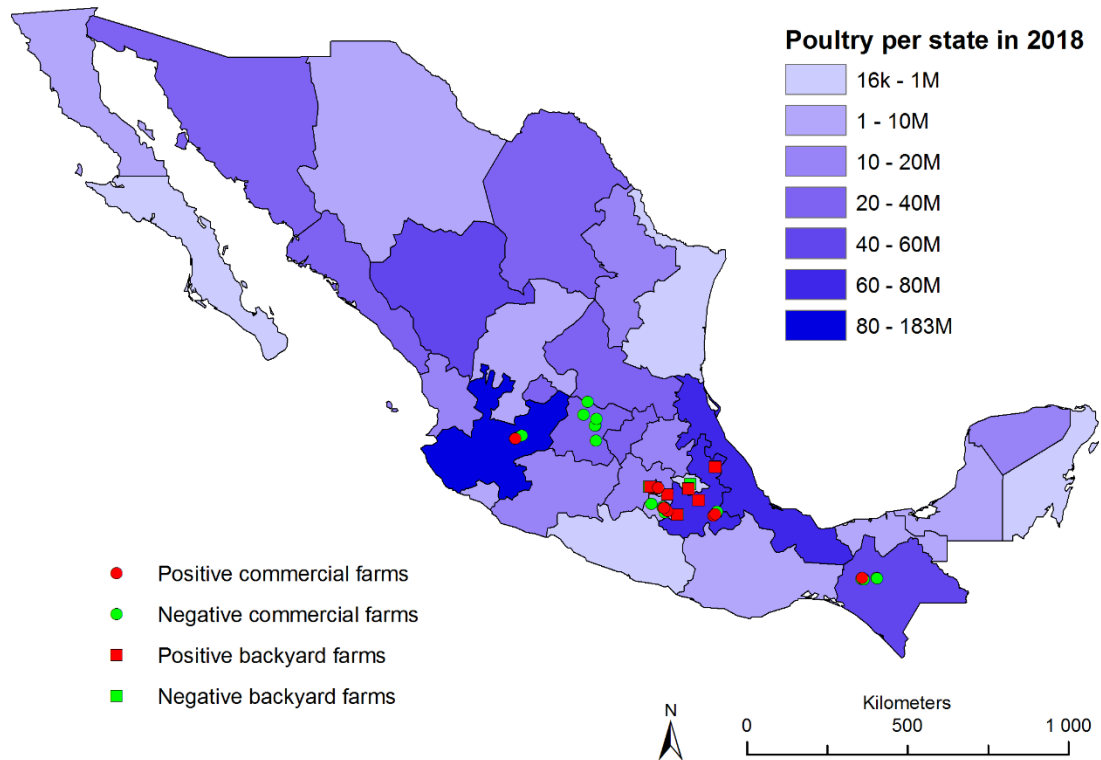 Poultry per state in 2018
16k - 1M
1 - 10M
10 - 20M
20 - 40M
40 - 60M
60 - 80M
80 - 183M
Positive commercial farms
Negative commercial farms
Positive backyard farms
Negative backyard farms
N
Kilometers
0 500 1 000